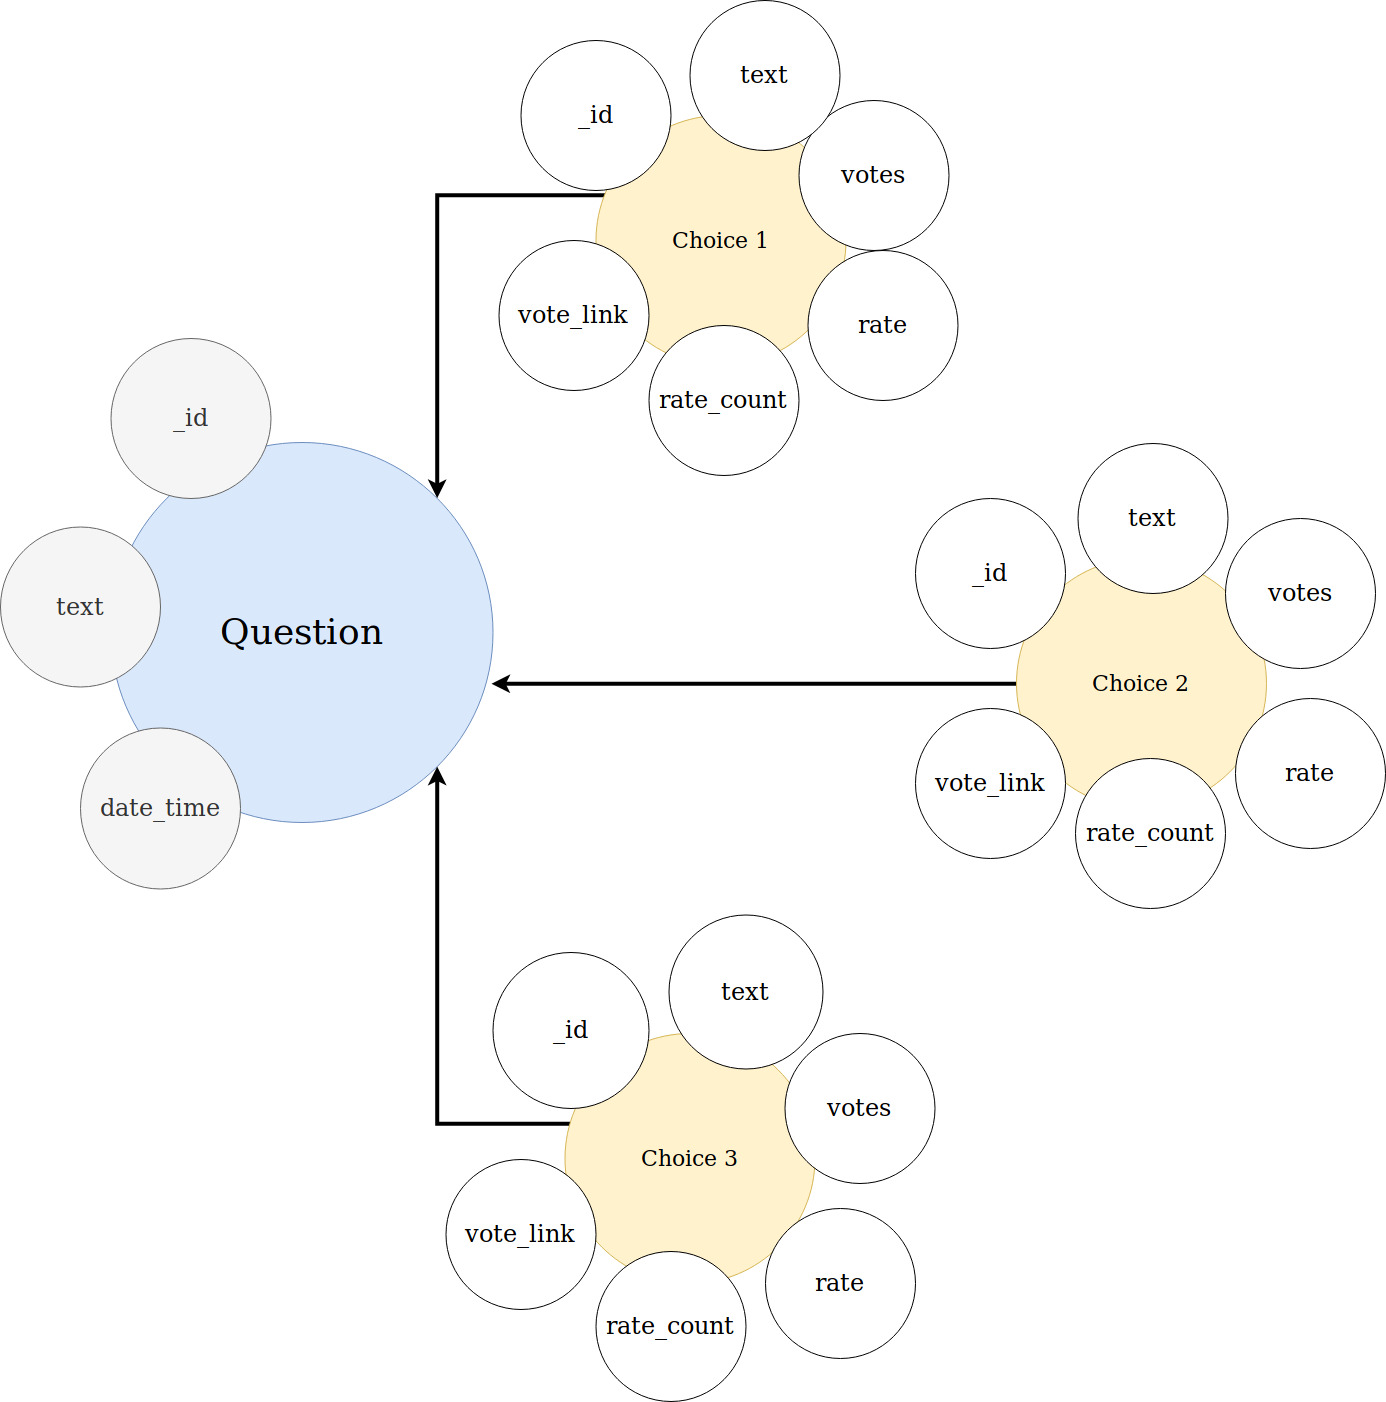 text
_id
votes
Choice 1
vote_link
rate
rate_count
_id
text
Question
date_time
text
_id
votes
Choice 2
vote_link
rate
rate_count
text
_id
votes
Choice 3
vote_link
rate
rate_count